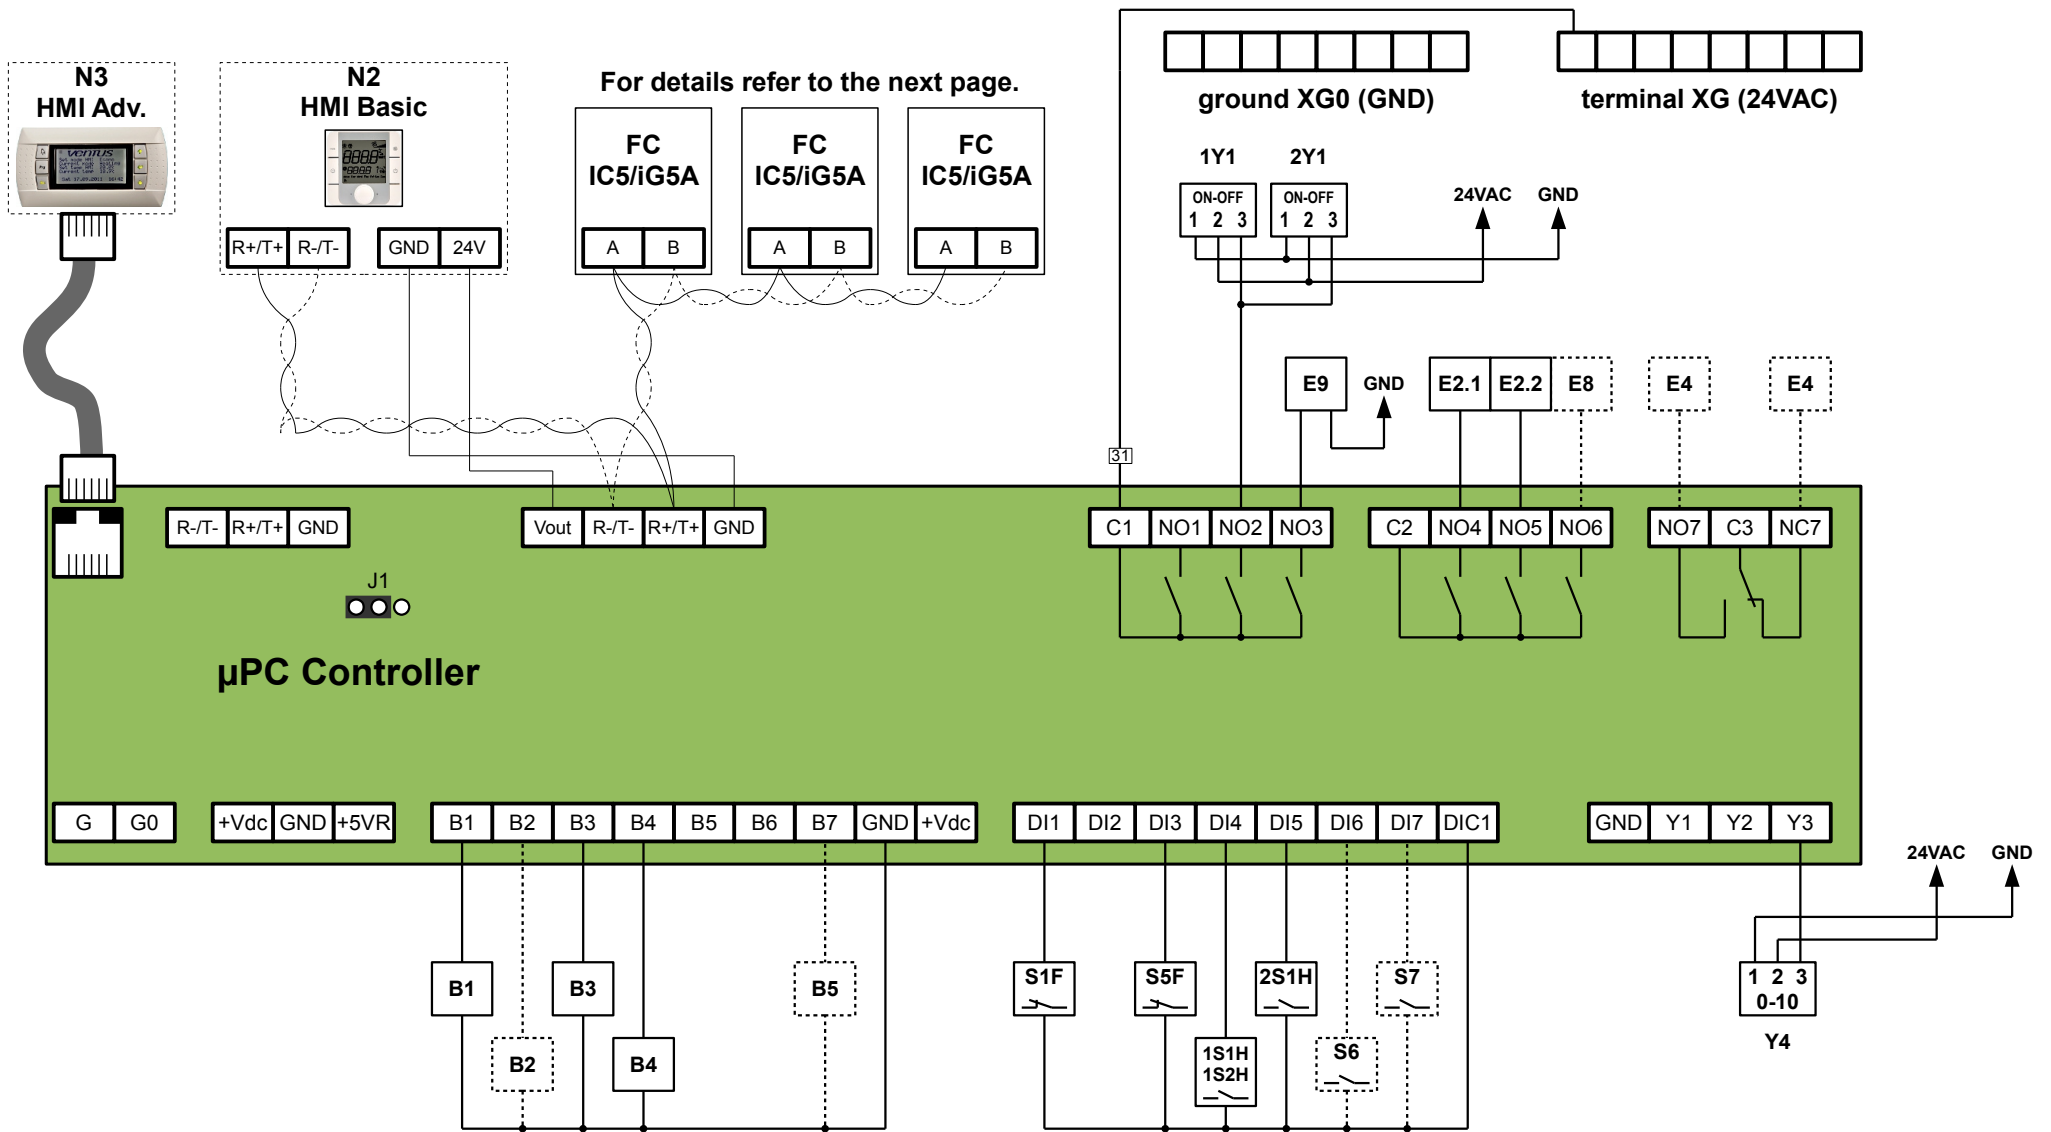 N3
HMI Adv.
ventus
N2
HMI Basic
R+/T+ R-/T- GND 24V
For details refer to the next page.
FC
IC5/iG5A
A B
FC
IC5/iG5A
A B
FC
IC5/iG5A
A B
ground XG0 (GND)
terminal XG (24VAC)
1Y1 2Y1
ON-OFF
1 2 3
ON-OFF
1 2 3
24VAC GND
E9 GND E2.1 E2.2 E8 E4 E4
31
R-/T- R+/T+ GND
Vout R-/T- R+/T+ GND
C1 NO1 NO2 NO3
C2 NO4 NO5 NO6
NO7 C3 NC7
J1
µPC Controller
G G0
+Vdc GND +5VR
B1 B2 B3 B4 B5 B6 B7 GND +Vdc
DI1 DI2 DI3 DI4 DI5 DI6 DI7 DIC1
GND Y1 Y2 Y3
24VAC GND
B1 B3 B5
B2 B4
S1F S5F 2S1H S7
1S1H
1S2H
S6
1 2 3
0-10
Y4